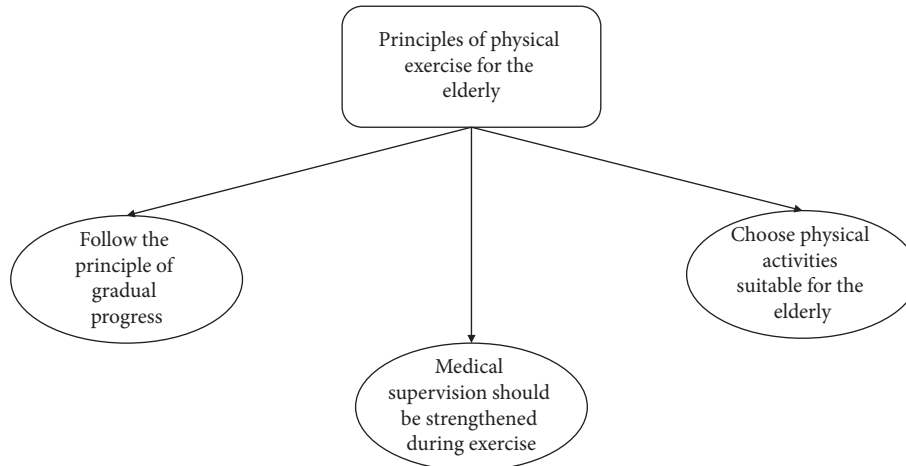 Principles of physical
exercise for the
elderly
Follow the
principle of
gradual
progress
Medical
supervision should
be strengthened
during exercise
Choose physical
activities
suitable for the
elderly